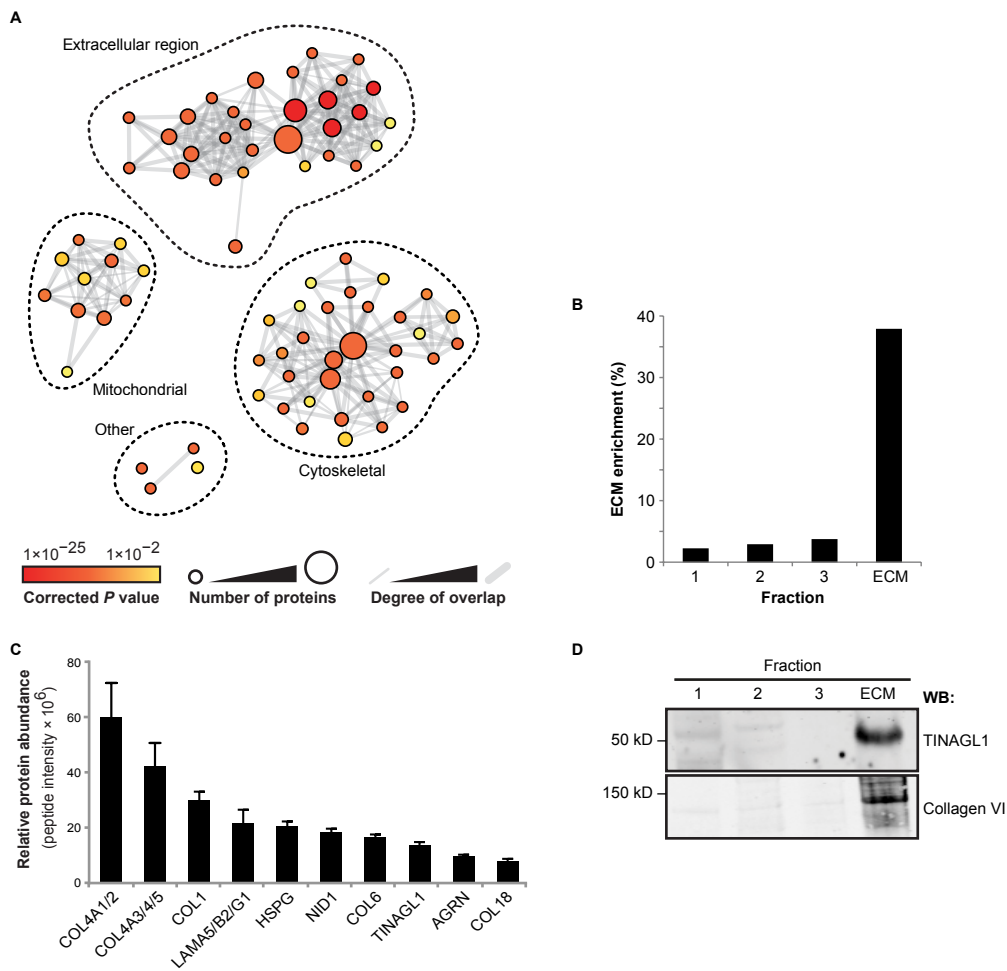 A
Extracellular region
Mitochondrial
Other
Cytoskeletal
1×10−25 1×10−2
Corrected P value
Number of proteins
Degree of overlap
B
ECM enrichment (%)
40
30
20
10
0
1 2 3 ECM
Fraction
C
Relative protein abundance
(peptide intensity × 106)
80
60
40
20
0
COL4A1/2
COL4A3/4/5
COL1
LAMA5/B2/G1
HSPG
NID1
COL6
TINAGL1
AGRN
COL18
D
Fraction
1 2 3 ECM WB:
50 kD
TINAGL1
150 kD
Collagen VI